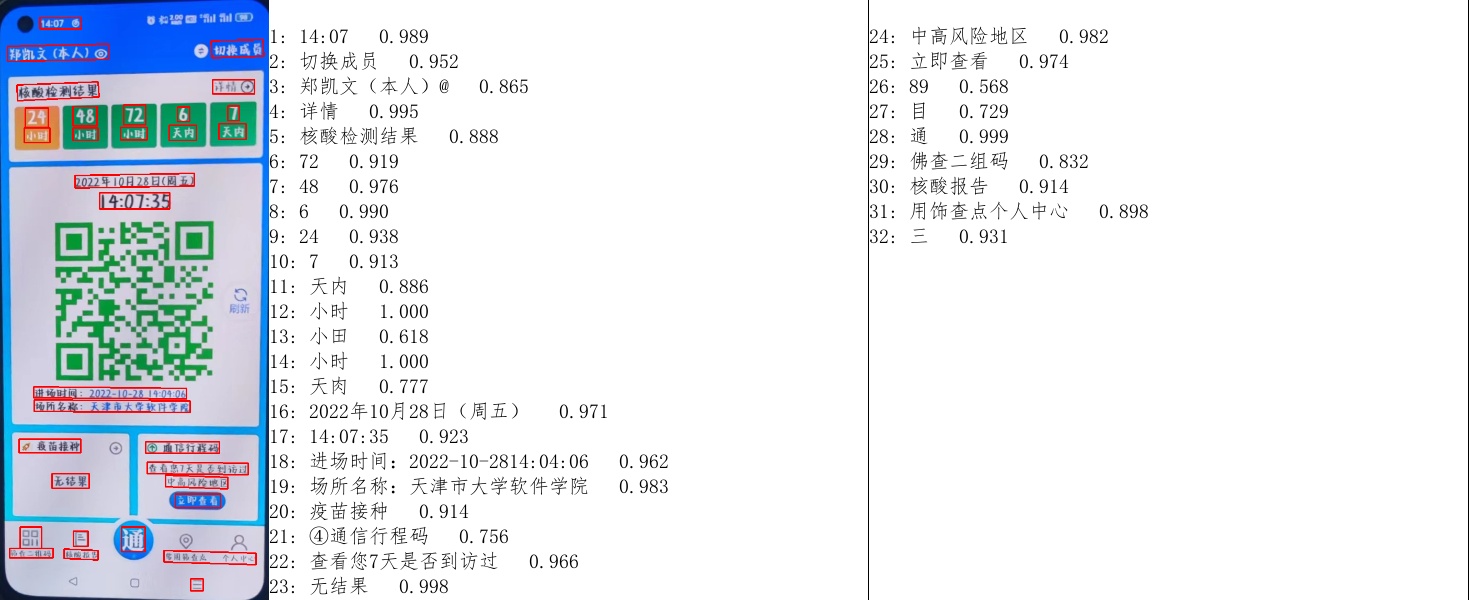 14:07
郑凯文（本人）
切换成员
核酸检测结果
详情
24 48 72 6 7
小时 小时 小时 天内 天内
2022年10月28日(周五)
14:07:35
刷新
进场时间：2022-10-28 14:04:06
场所名称：天津市大学软件学院
疫苗接种
无结果
通信行程码
查看您7天是否到访过
中高风险地区
立即查看
通
核酸报告
个人中心
1: 14:07 0.989
2: 切换成员 0.952
3: 郑凯文（本人）@ 0.865
4: 详情 0.995
5: 核酸检测结果 0.888
6: 72 0.919
7: 48 0.976
8: 6 0.990
9: 24 0.938
10: 7 0.913
11: 天内 0.886
12: 小时 1.000
13: 小田 0.618
14: 小时 1.000
15: 天肉 0.777
16: 2022年10月28日（周五） 0.971
17: 14:07:35 0.923
18: 进场时间：2022-10-2814:04:06 0.962
19: 场所名称：天津市大学软件学院 0.983
20: 疫苗接种 0.914
21: ④通信行程码 0.756
22: 查看您7天是否到访过 0.966
23: 无结果 0.998
24: 中高风险地区 0.982
25: 立即查看 0.974
26: 89 0.568
27: 目 0.729
28: 通 0.999
29: 佛查二组码 0.832
30: 核酸报告 0.914
31: 用饰查点个人中心 0.898
32: 三 0.931